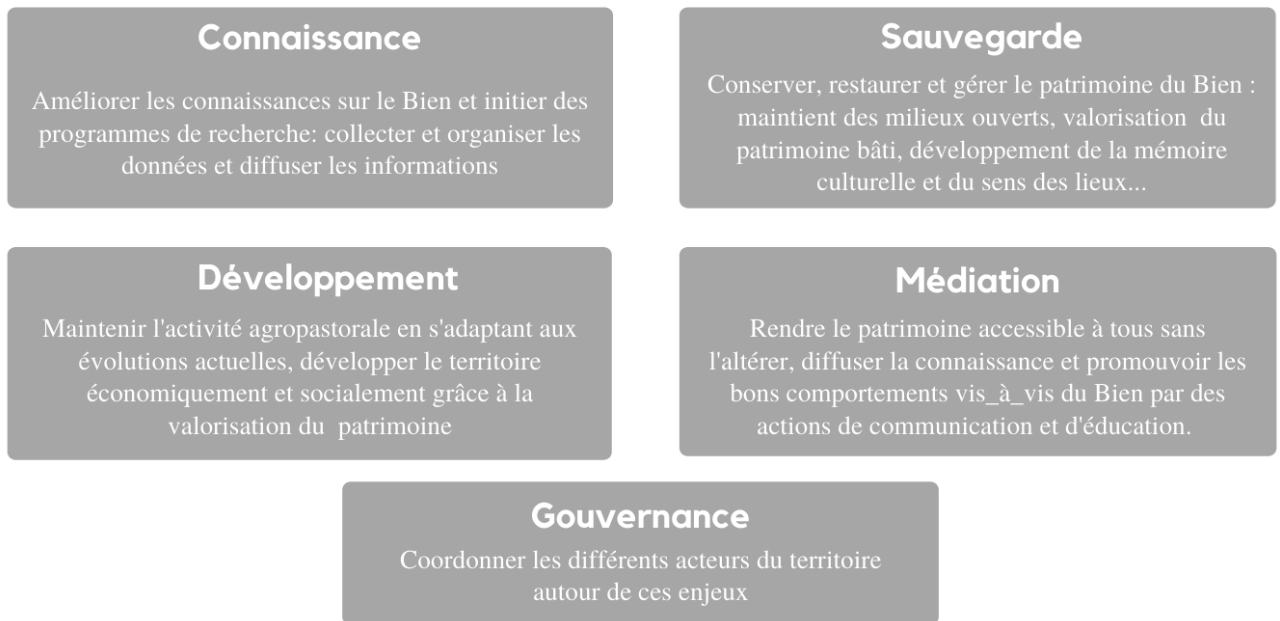 Connaissance
Améliorer les connaissances sur le Bien et initier des
programmes de recherche: collecter et organiser les
données et diffuser les informations
Sauvegarde
Conserver, restaurer et gérer le patrimoine du Bien :
maintient des milieux ouverts, valorisation  du
patrimoine bâti, développement de la mémoire
culturelle et du sens des lieux...
Développement
Maintenir l'activité agropastorale en s'adaptant aux
évolutions actuelles, développer le territoire
économiquement et socialement grâce à la
valorisation du  patrimoine
Médiation
Rendre le patrimoine accessible à tous sans
l'altérer, diffuser la connaissance et promouvoir les
bons comportements vis_à_vis du Bien par des
actions de communication et d'éducation.
Gouvernance
Coordonner les différents acteurs du territoire
autour de ces enjeux